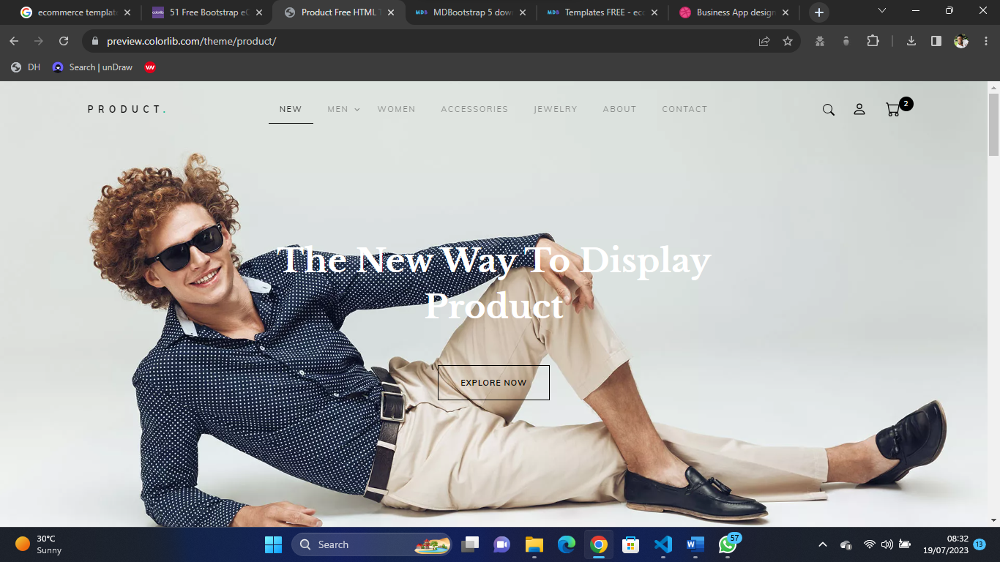 ecommerce templat
51 Free Bootstrap eC
Product Free HTML T
MDBootstrap 5 dow
Templates FREE - ecc
Business App design
preview.colorlib.com/theme/product/
DH
Search | unDraw
PRODUCT.
NEW
MEN
WOMEN
ACCESSORIES
JEWELRY
ABOUT
CONTACT
2
The New Way To Display
Product
EXPLORE NOW
30°C
Sunny
Search
57
08:32
19/07/2023
13